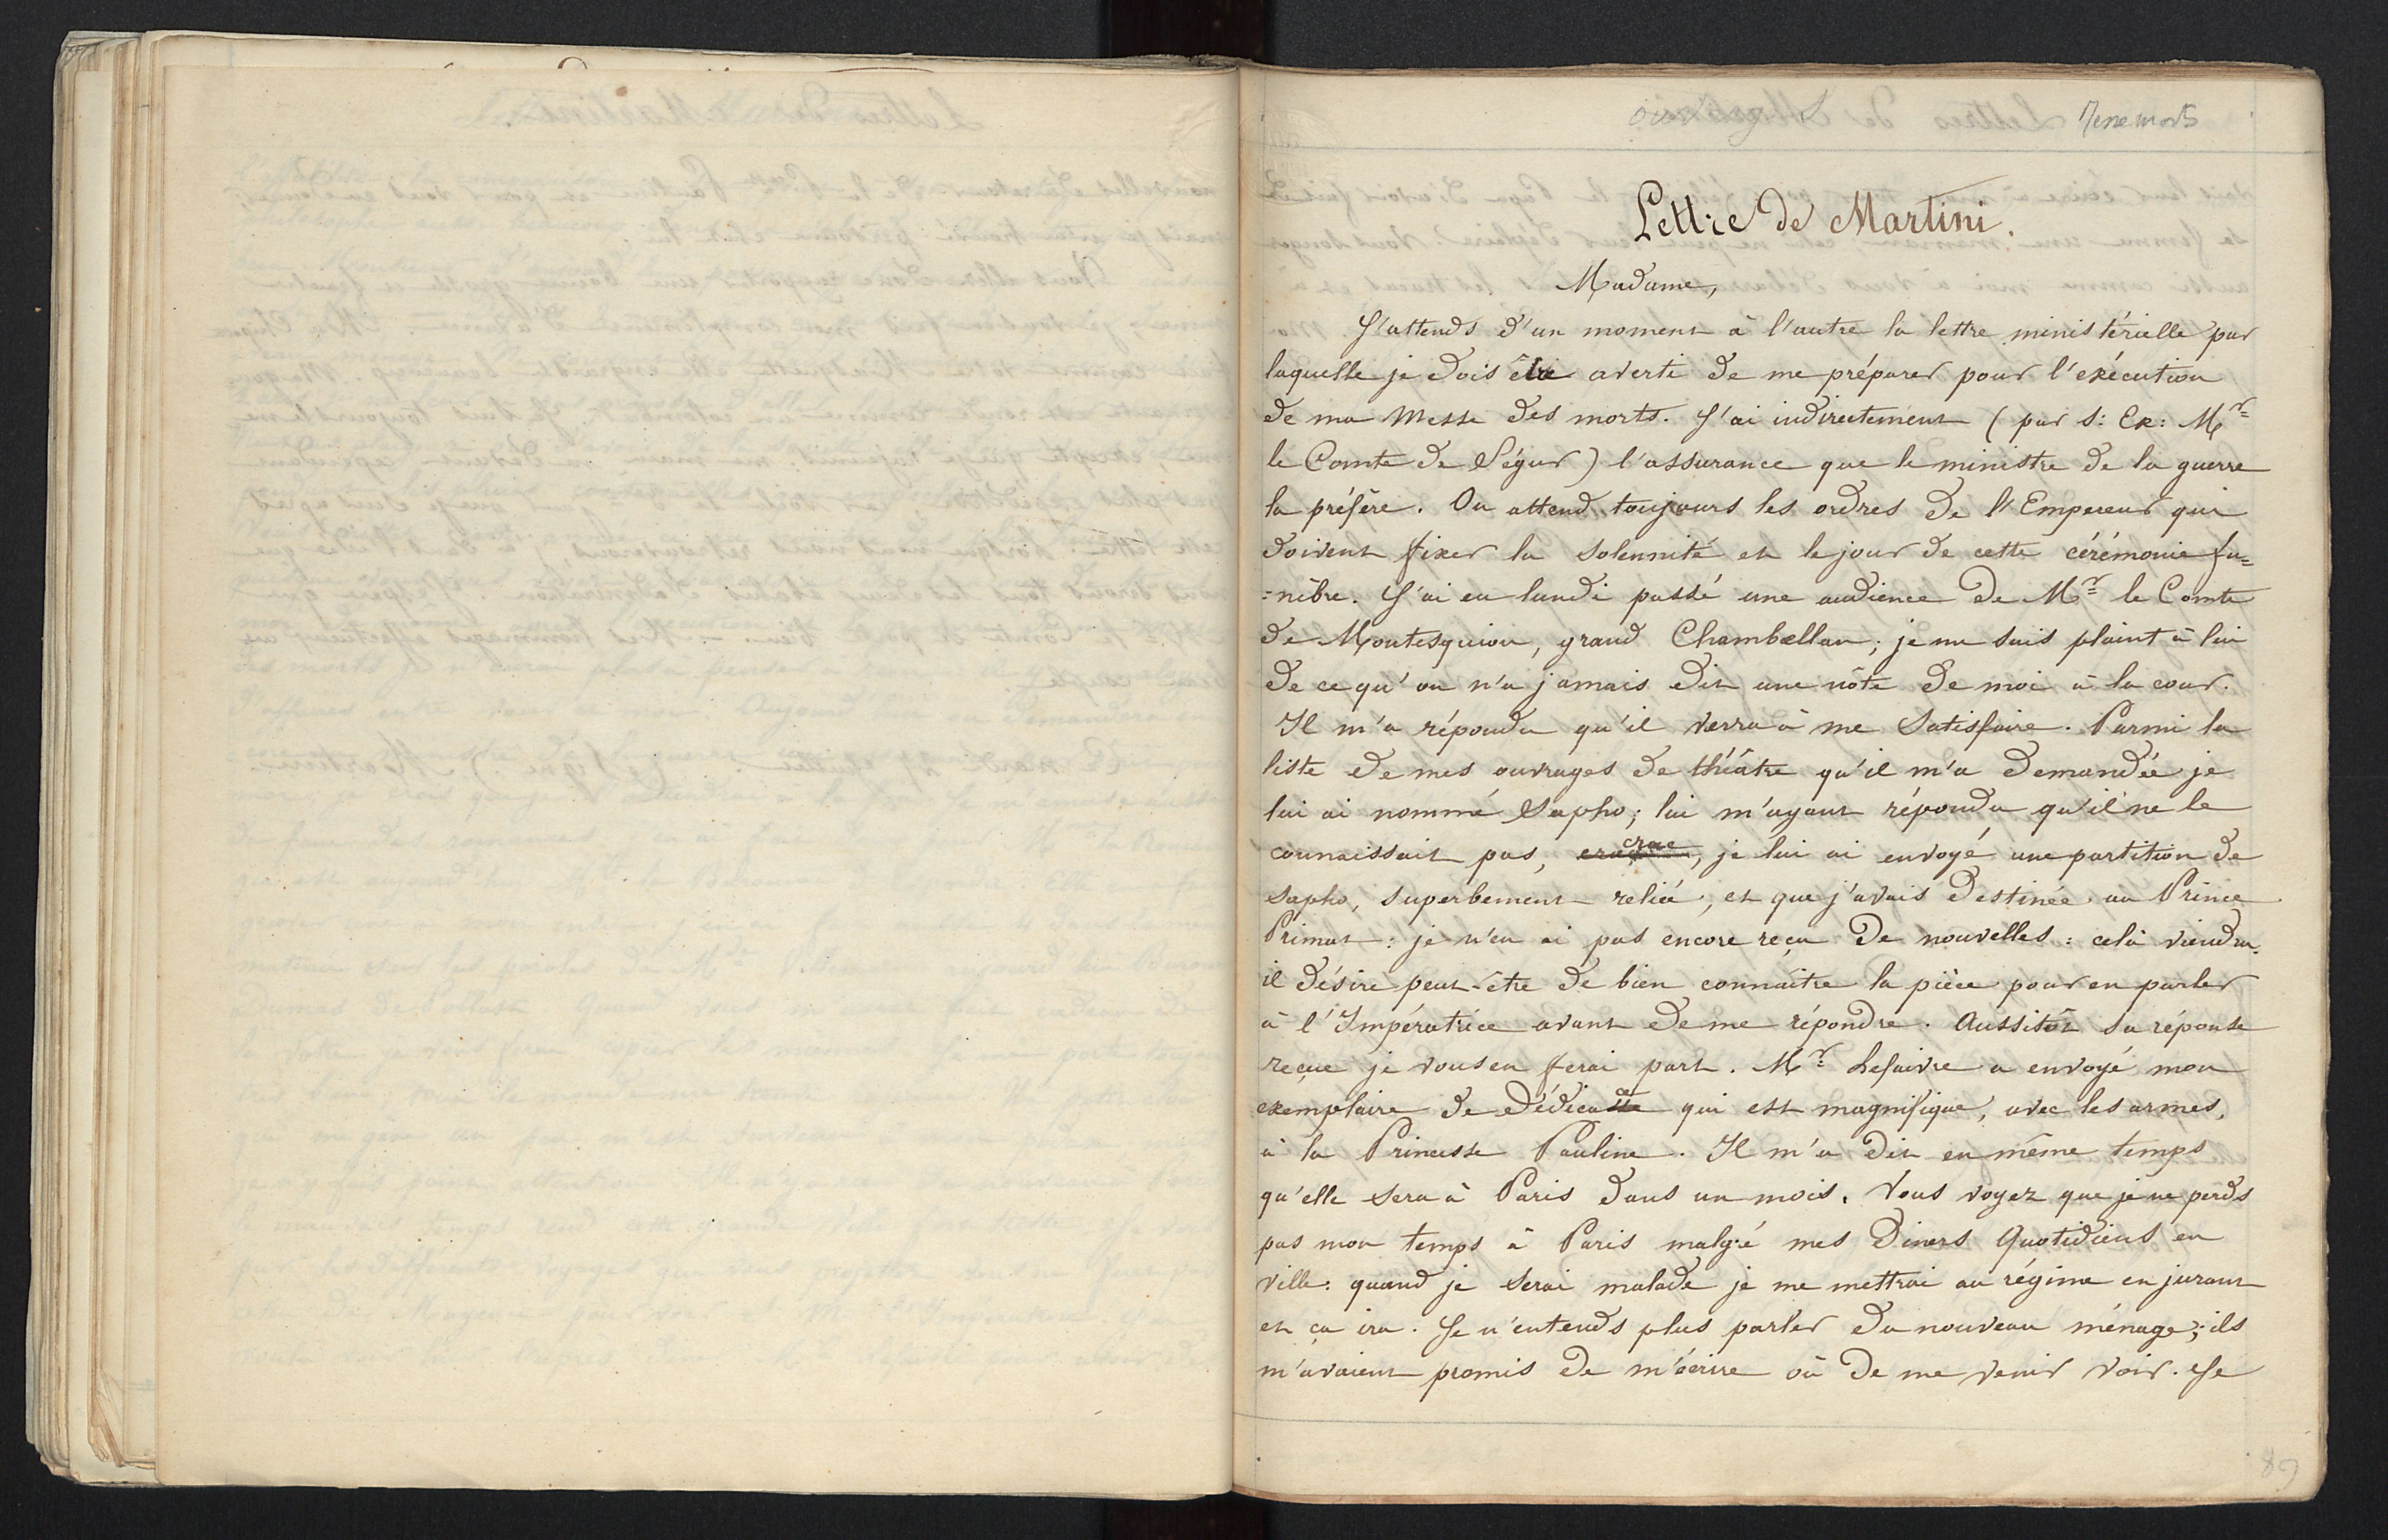 Lettre de Martini.
Madame,
J'attends d'un moment à l'autre la lettre ministérielle par
laquelle je dois être averti de me préparer pour l'exécution
de ma Messe des morts. J'ai indirectement (par S: Ex: Mr
le Comte de Ségur) l'assurance que le ministre de la guerre
la préfère. On attend toujours les ordres de l'Empereur qui
doivent fixer la solennité et le jour de cette cérémonie fu=
=nèbre. J'ai eu lundi passé une audience de Mr le Comte
de Montesquiou, grand Chambellan; je me suis plaint à lui
de ce qu'on n'a jamais dit une nôte de moi à la cour.
Il m'a répondu qu'il verra à me Satisfaire. Parmi la
liste de mes ouvrages de théâtre qu'il m'a demandée je
lui ai nommé Sapho; lui m'ayant répondu qu'il ne le
connaissait pas, crac, je lui ai envoyé une partition de
Sapho, superbement reliée, et que j'avais destinée au Prince
Primat: je n'en ai pas encore reçu de nouvelles: celà viendra.
il désire peut-être de bien connaître la pièce pour en parler
à l'Impératrice avant de me répondre. Aussitôt sa réponse
reçue je vous en ferai part. Mr Lefaivre a envoyé mon
exemplaire de dédicace qui est magnifique, avec les armes,
à la Princesse Pauline. Il m'a dit en même temps
qu'elle sera à Paris dans un mois. Vous voyez que je ne perds
pas mon temps à Paris malgré mes diners Quotidiens en
ville: quand je serai malade je me mettrai au régime en jurant
et ça ira. Je n'entends plus parler du nouveau ménage; ils
m'avaient promis de m'écrire où de me venir voir. Je
89